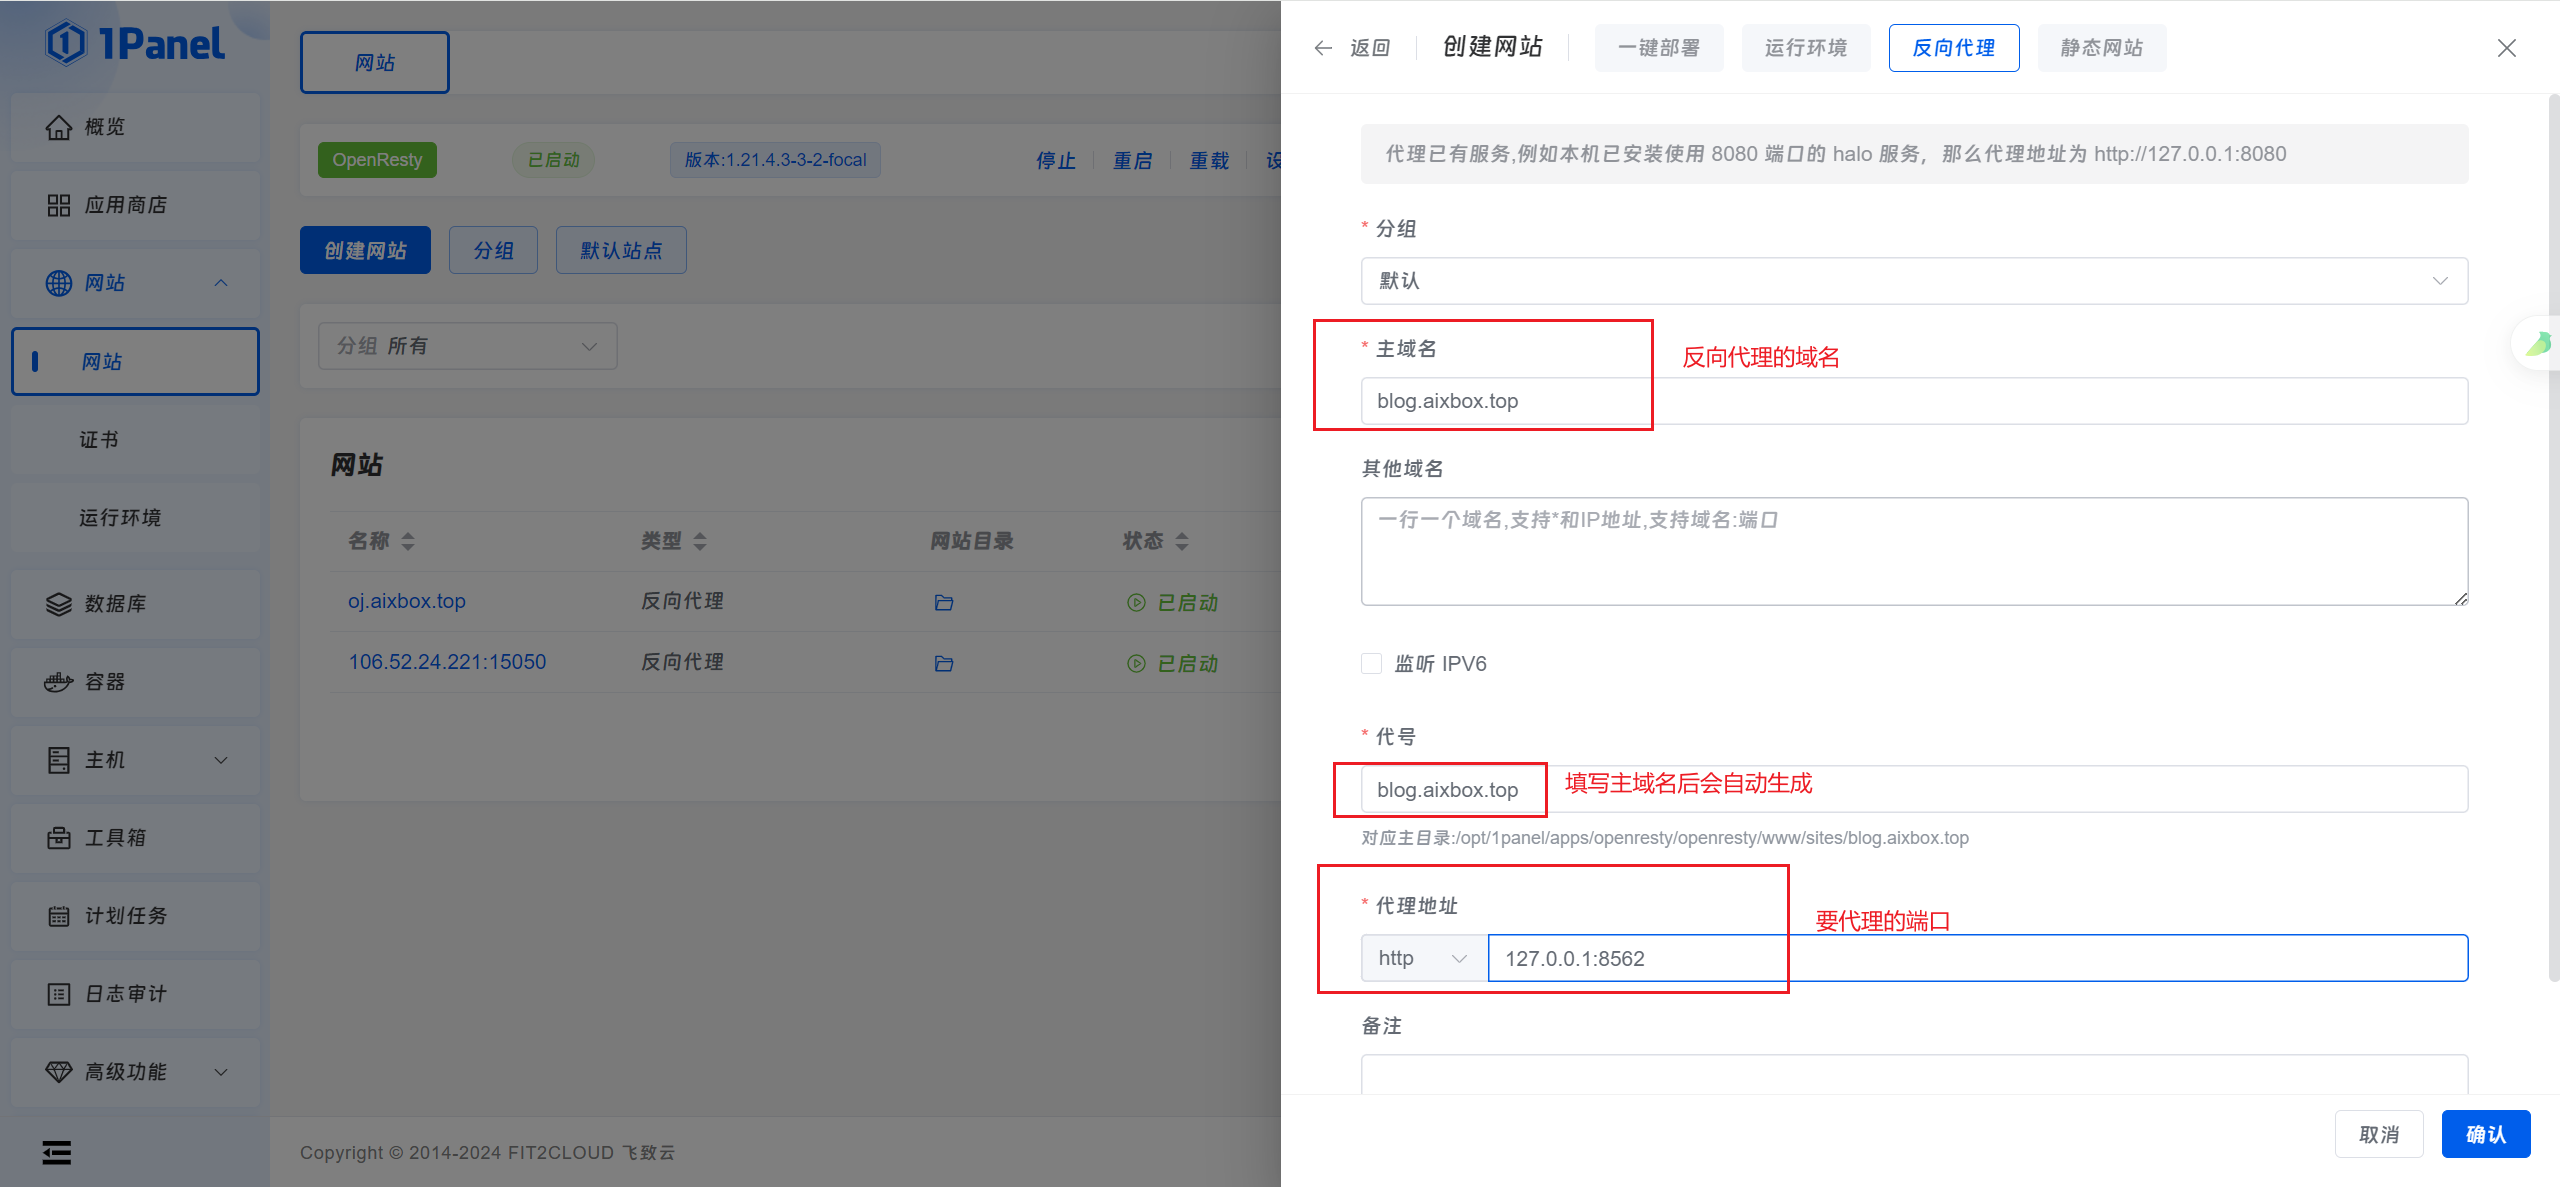 1Panel
概览
应用商店
网站
网站
证书
运行环境
数据库
容器
主机
工具箱
计划任务
日志审计
高级功能
网站
OpenResty
已启动
版本:1.21.4.3-3-2-focal
停止
重启
重载
设
创建网站
分组
默认站点
分组 所有
网站
名称 类型 网站目录 状态
oj.aixbox.top 反向代理 已启动
106.52.24.221:15050 反向代理 已启动
Copyright © 2014-2024 FIT2CLOUD 飞致云
返回
创建网站
一键部署
运行环境
反向代理
静态网站
代理已有服务,例如本机已安装使用 8080 端口的 halo 服务，那么代理地址为 http://127.0.0.1:8080
* 分组
默认
* 主域名
反向代理的域名
blog.aixbox.top
其他域名
一行一个域名,支持*和IP地址,支持域名:端口
监听 IPV6
* 代号
blog.aixbox.top
填写主域名后会自动生成
对应主目录:/opt/1panel/apps/openresty/openresty/www/sites/blog.aixbox.top
* 代理地址
要代理的端口
http
127.0.0.1:8562
备注
取消
确认